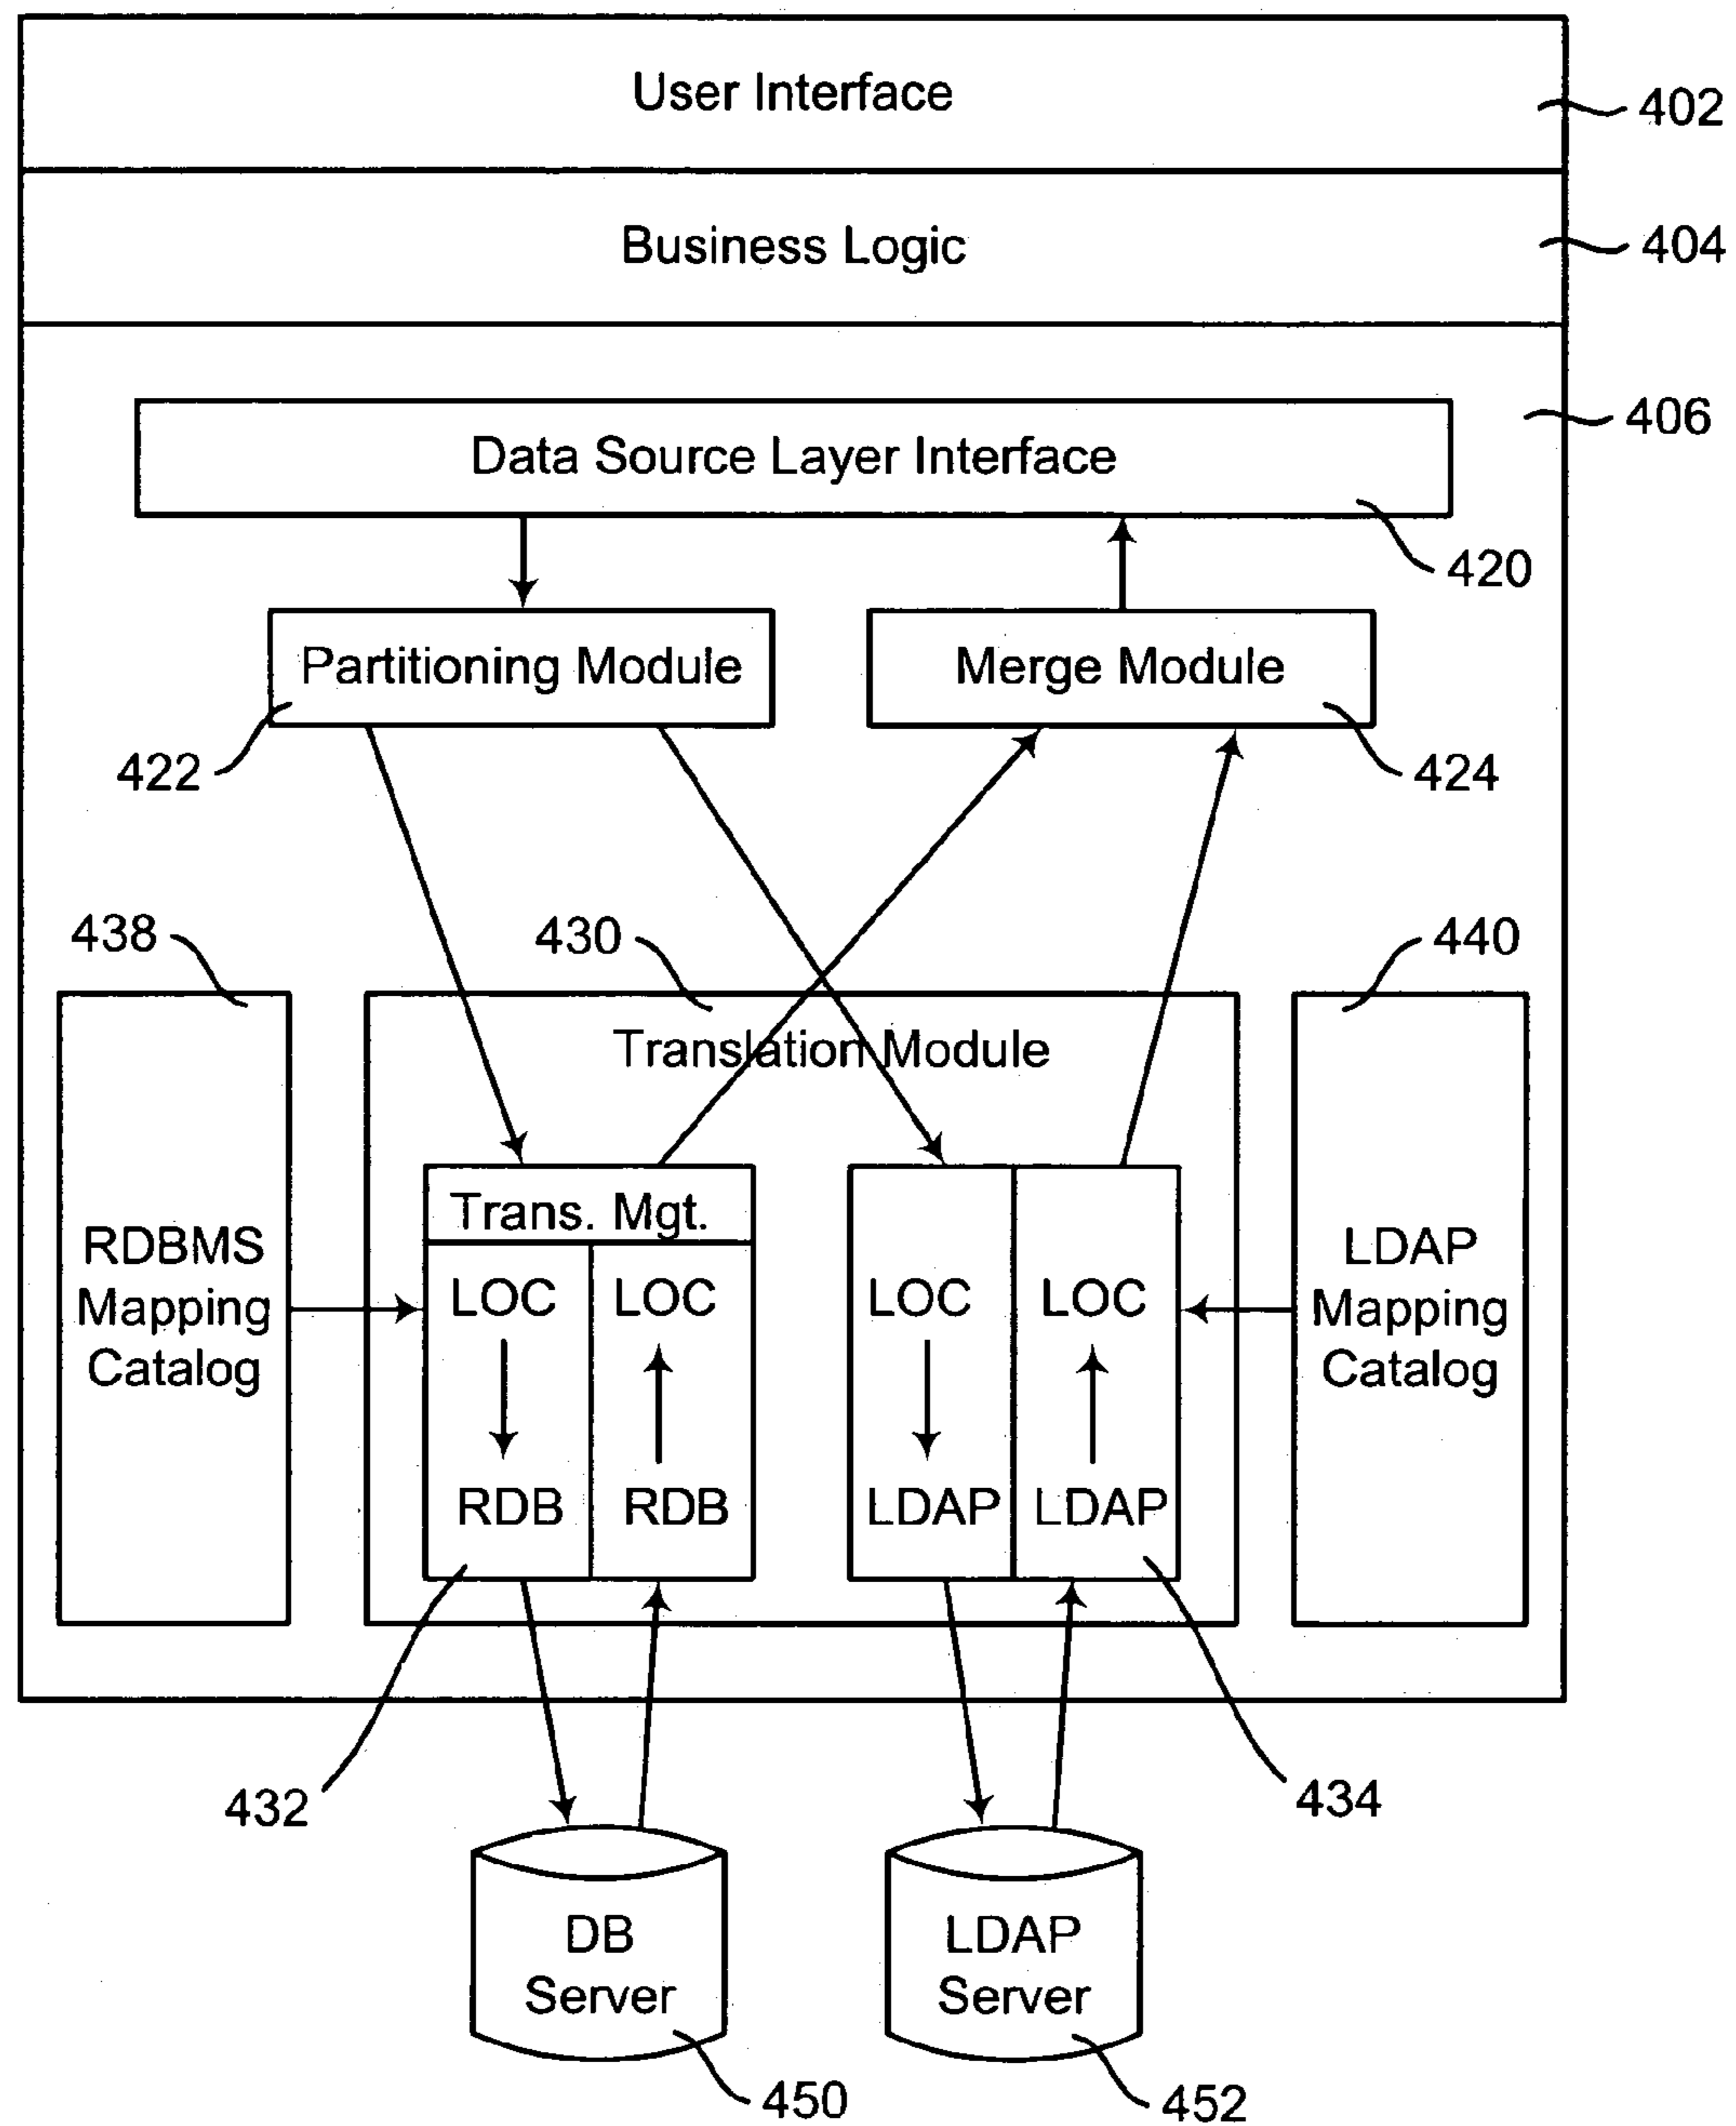 User Interface
402
Business Logic
404
406
Data Source Layer Interface
420
Partitioning Module
Merge Module
422
424
438
430
440
Translation Module
Trans. Mgt.
RDBMS
Mapping
Catalog
LOC
LOC
LOC
LOC
RDB
RDB
LDAP
LDAP
LDAP
Mapping
Catalog
432
434
DB
Server
LDAP
Server
450
452